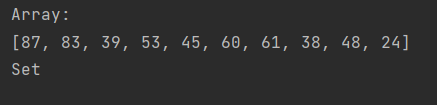 Array:
[87, 83, 39, 53, 45, 60, 61, 38, 48, 24]
Set